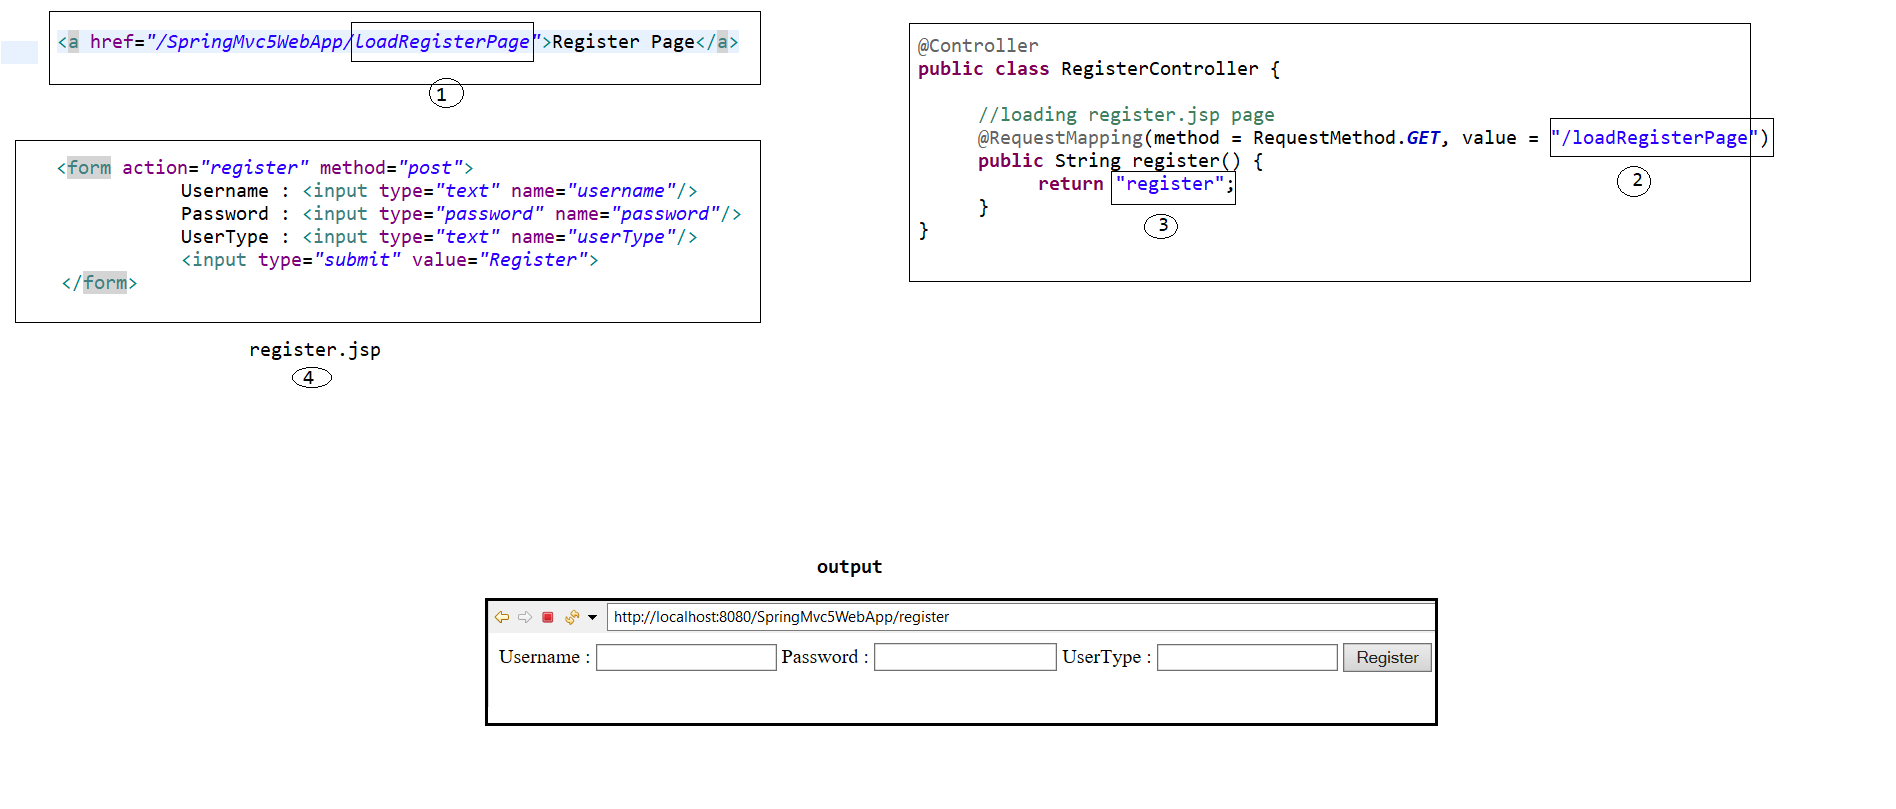 <a href="/SpringMvc5WebApp/loadRegisterPage">Register Page</a>
1
<form action="register" method="post">
Username : <input type="text" name="username"/>
Password : <input type="password" name="password"/>
UserType : <input type="text" name="userType"/>
<input type="submit" value="Register">
</form>
register.jsp
4
@Controller
public class RegisterController {
//loading register.jsp page
@RequestMapping(method = RequestMethod.GET, value = "/loadRegisterPage")
public String register() {
return "register";
}
}
2
3
output
http://localhost:8080/SpringMvc5WebApp/register
Username : Password : UserType : Register